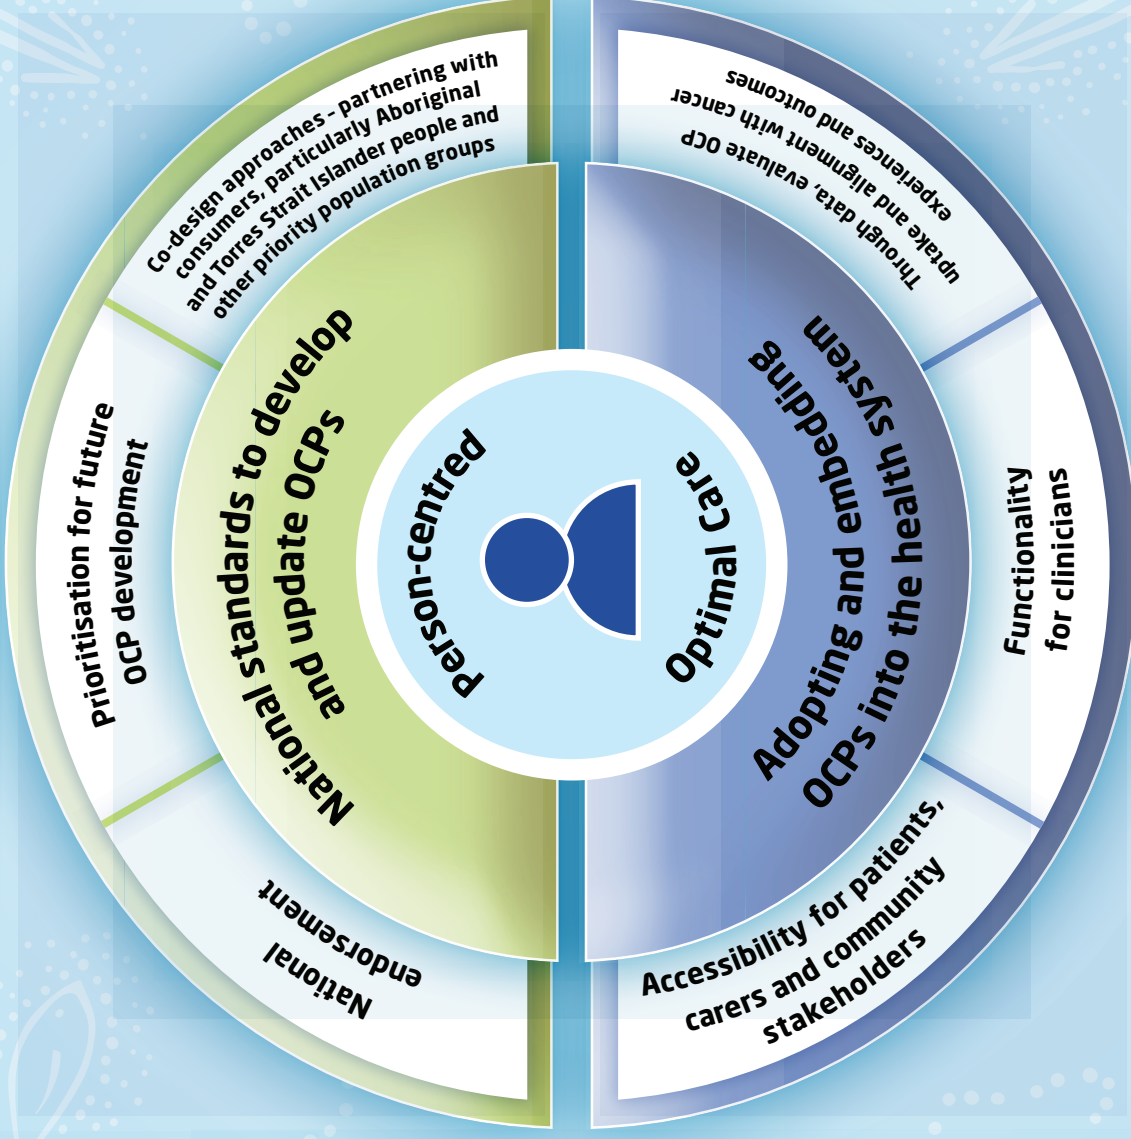 Person-centred
Optimal Care
National standards to develop
and update OCPs
Co-design approaches – partnering with
consumers, particularly Aboriginal
and Torres Strait Islander people and
other priority population groups
Prioritisation for future
OCP development
National
endorsement
Adopting and embedding
OCPs into the health system
Through data, evaluate OCP
uptake and alignment with cancer
experiences and outcomes
Functionality
for clinicians
Accessibility for patients,
carers and community
stakeholders